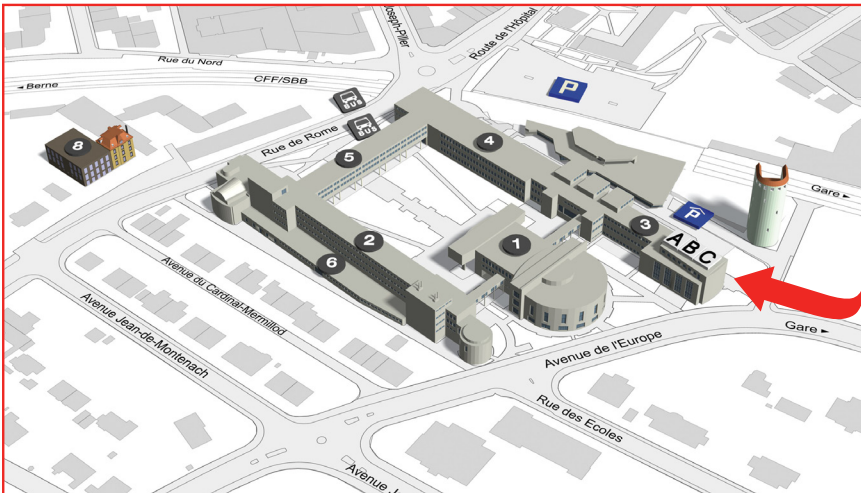 Joseph-Piller
Route de l'Hôpital
Rue du Nord
CFF/SBB
◄ Berne
P
BUS
BUS
Rue de Rome
8
5
4
Gare ►
P
3
A B C
1
2
6
Avenue du Cardinal-Mermillod
Avenue Jean-de-Montenach
Avenue de l'Europe
Gare ►
Rue des Ecoles
Avenue J